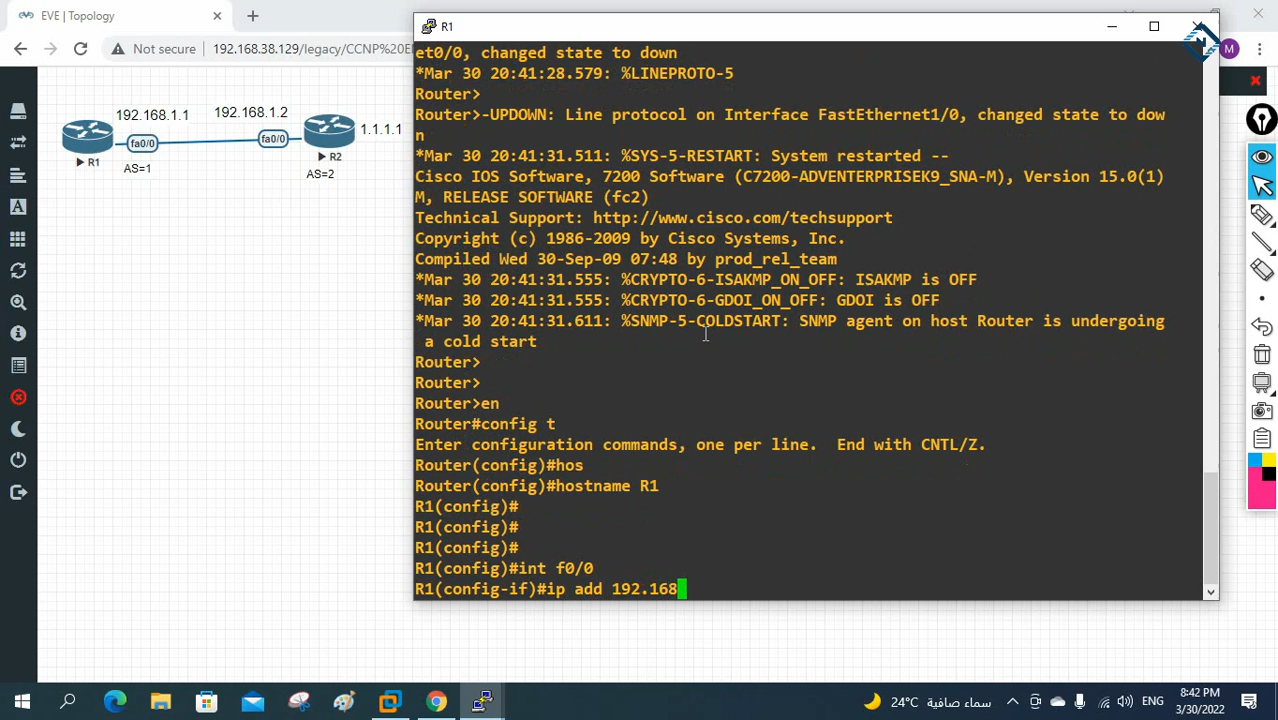 EVE | Topology
R1
Not secure
192.168.38.129/legacy/CCNP%20E
M
192.168.1.1
192.168.1.2
1.1.1.1
fa0/0
fa0/0
R1
R2
AS=1
AS=2
et0/0, changed state to down
*Mar 30 20:41:28.579: %LINEPROTO-5
Router>
Router>-UPDOWN: Line protocol on Interface FastEthernet1/0, changed state to dow
n
*Mar 30 20:41:31.511: %SYS-5-RESTART: System restarted --
Cisco IOS Software, 7200 Software (C7200-ADVENTERPRISEK9_SNA-M), Version 15.0(1)
M, RELEASE SOFTWARE (fc2)
Technical Support: http://www.cisco.com/techsupport
Copyright (c) 1986-2009 by Cisco Systems, Inc.
Compiled Wed 30-Sep-09 07:48 by prod_rel_team
*Mar 30 20:41:31.555: %CRYPTO-6-ISAKMP_ON_OFF: ISAKMP is OFF
*Mar 30 20:41:31.555: %CRYPTO-6-GDOI_ON_OFF: GDOI is OFF
*Mar 30 20:41:31.611: %SNMP-5-COLDSTART: SNMP agent on host Router is undergoing
a cold start
Router>
Router>
Router>en
Router#config t
Enter configuration commands, one per line.  End with CNTL/Z.
Router(config)#hos
Router(config)#hostname R1
R1(config)#
R1(config)#
R1(config)#
R1(config)#int f0/0
R1(config-if)#ip add 192.168
24°C سماء صافية
ENG
8:42 PM
3/30/2022